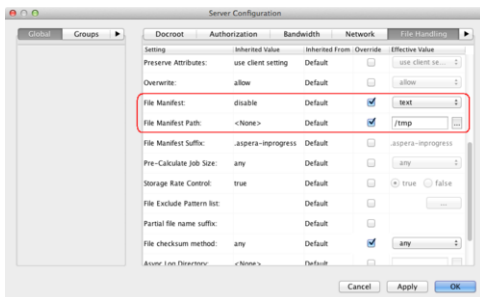 Server Configuration
Global Groups
Docroot Authorization Bandwidth Network File Handling
Setting Inherited Value Inherited From Override Effective Value
Preserve Attributes: use client setting Default use client se...
Overwrite: allow Default allow
File Manifest: disable Default text
File Manifest Path: <None> Default /tmp ...
File Manifest Suffix: .aspera-inprogress Default .aspera-inprogress
Pre-Calculate Job Size: any Default any
Storage Rate Control: true Default true false
File Exclude Pattern list: Default ...
Partial file name suffix: Default
File checksum method: any Default any
Async Log Directory: <None> Default
Cancel Apply OK